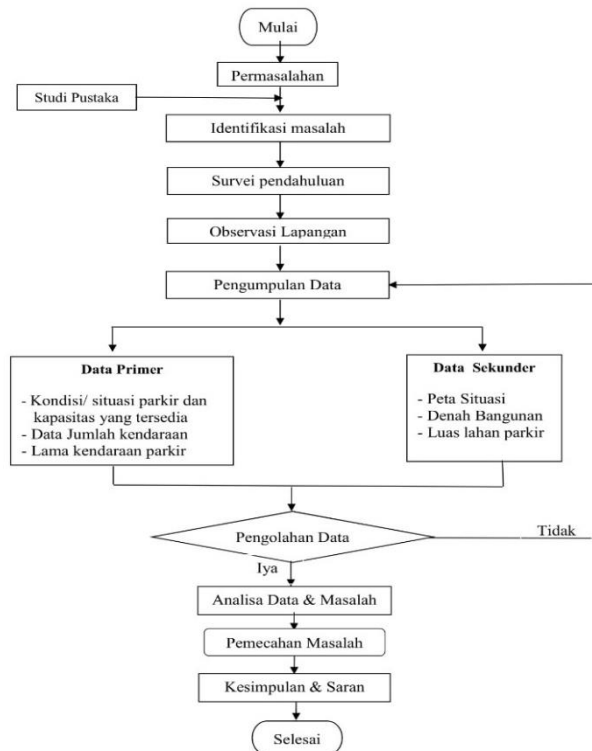 Mulai
Permasalahan
Studi Pustaka
Identifikasi masalah
Survei pendahuluan
Observasi Lapangan
Pengumpulan Data
Data Primer
- Kondisi/ situasi parkir dan
kapasitas yang tersedia
- Data Jumlah kendaraan
- Lama kendaraan parkir
Data Sekunder
- Peta Situasi
- Denah Bangunan
- Luas lahan parkir
Pengolahan Data
Tidak
Iya
Analisa Data & Masalah
Pemecahan Masalah
Kesimpulan & Saran
Selesai